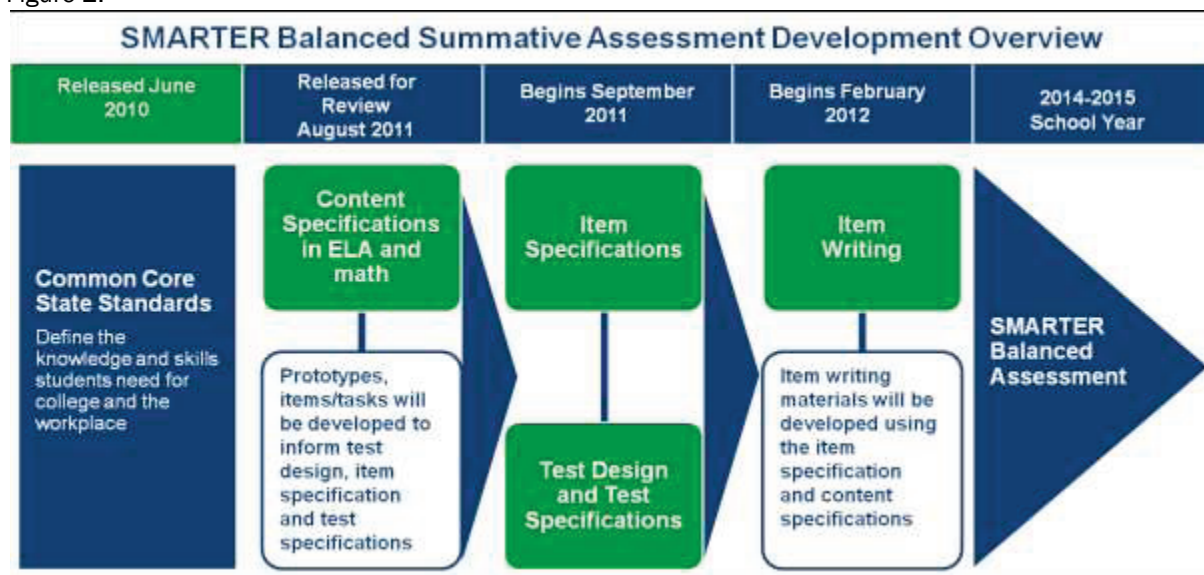 Figure 2.
SMARTER Balanced Summative Assessment Development Overview
Released June
2010
Released for
Review
August 2011
Begins September
2011
Begins February
2012
2014-2015
School Year
Common Core
State Standards
Define the
knowledge and skills
students need for
college and the
workplace
Content
Specifications
in ELA and
math
Prototypes,
items/tasks will
be developed to
inform test
design, item
specification
and test
specifications
Item
Specifications
Test Design
and Test
Specifications
Item
Writing
Item writing
materials will be
developed using
the item
specification
and content
specifications
SMARTER
Balanced
Assessment